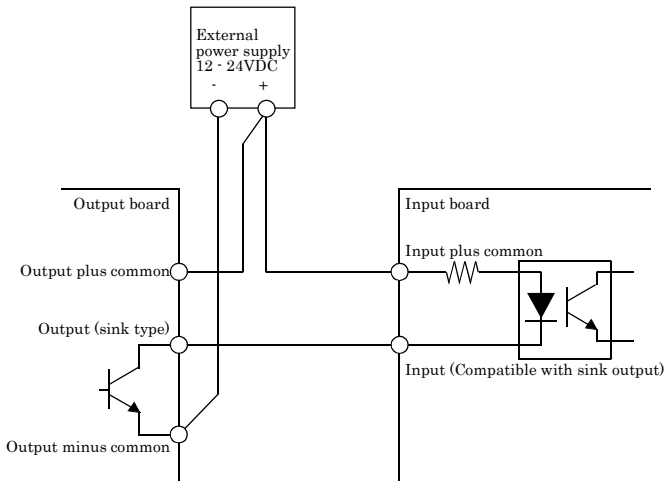 External
power supply
12 - 24VDC
- +
Output board
Input board
Output plus common
Input plus common
Output (sink type)
Input (Compatible with sink output)
Output minus common